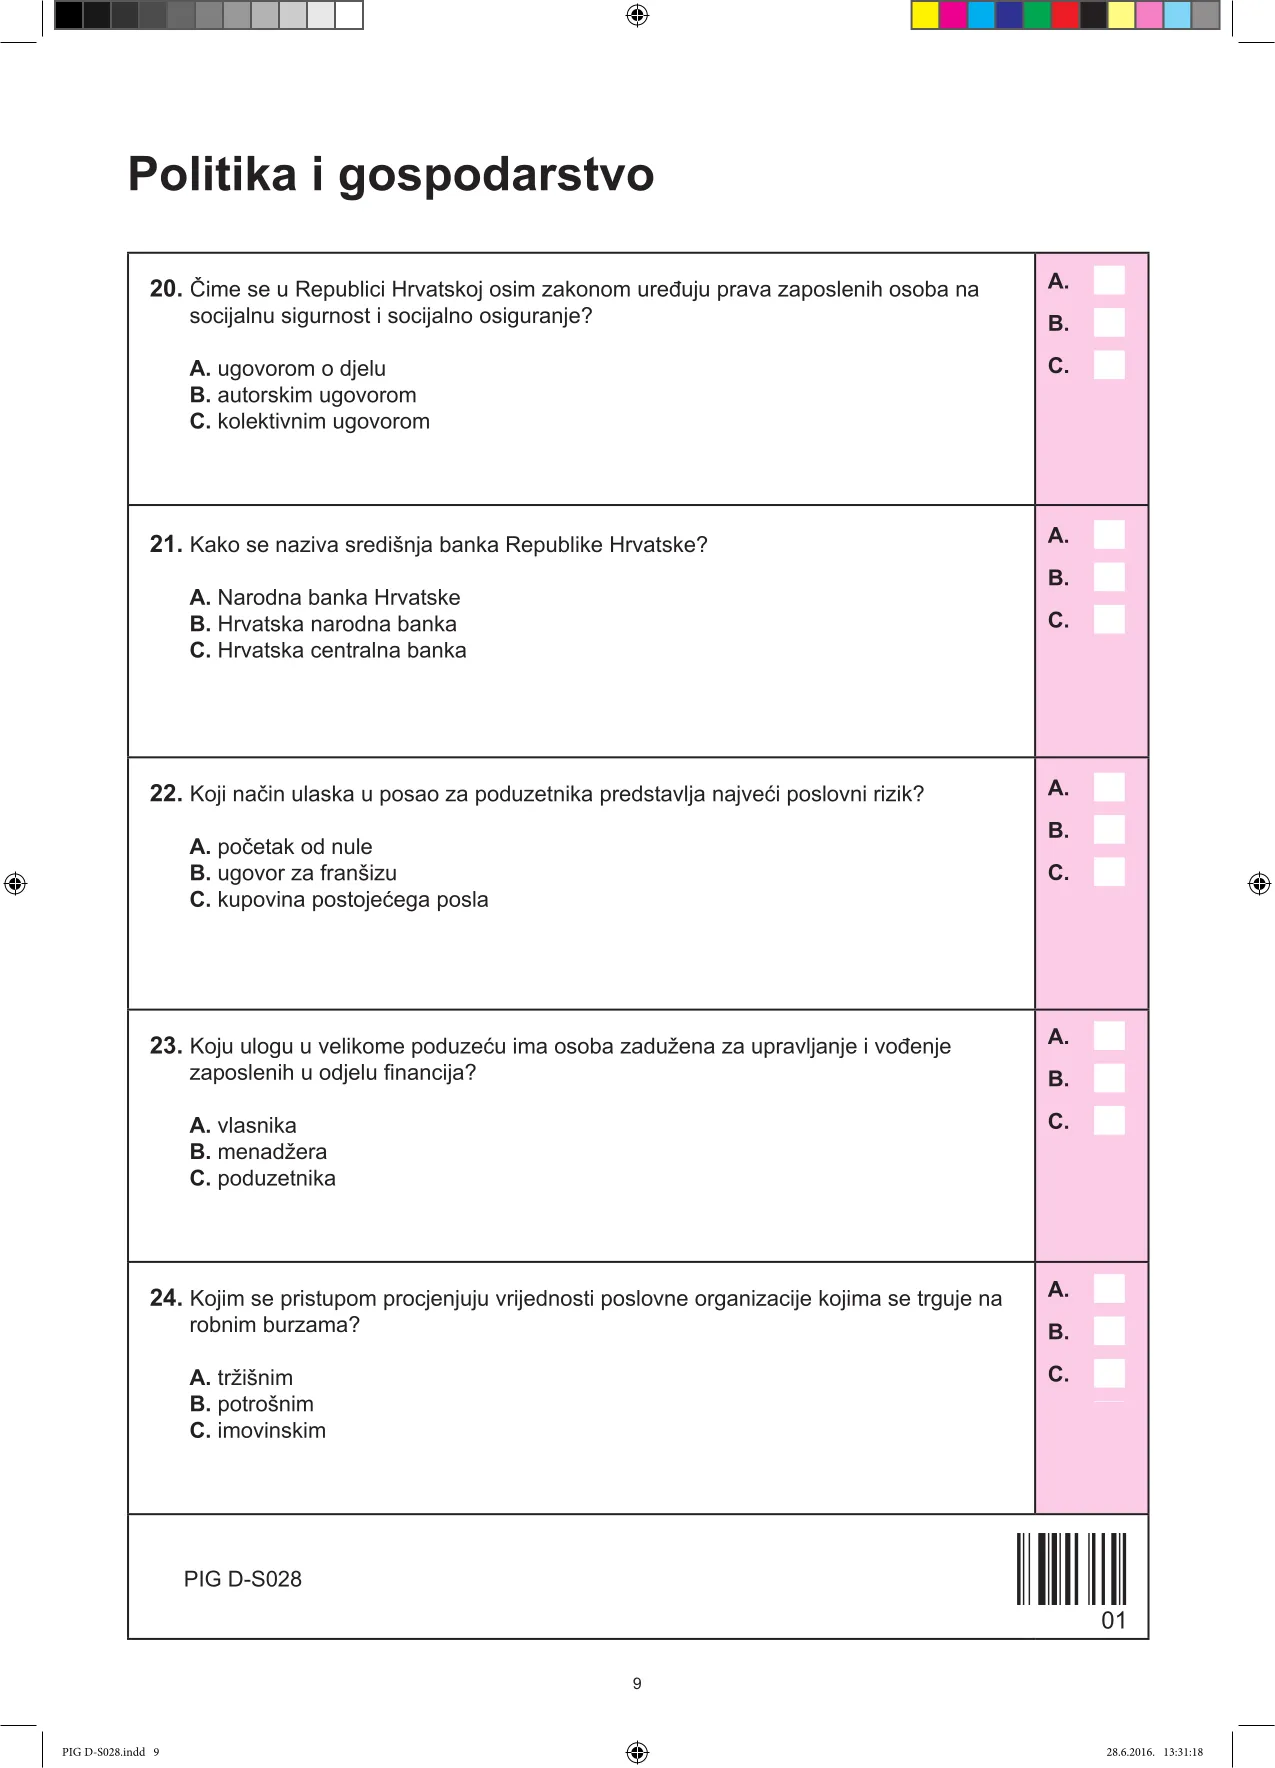 Politika i gospodarstvo
20. Čime se u Republici Hrvatskoj osim zakonom uređuju prava zaposlenih osoba na
socijalnu sigurnost i socijalno osiguranje?
A. ugovorom o djelu
B. autorskim ugovorom
C. kolektivnim ugovorom
A.
B.
C.
21. Kako se naziva središnja banka Republike Hrvatske?
A. Narodna banka Hrvatske
B. Hrvatska narodna banka
C. Hrvatska centralna banka
A.
B.
C.
22. Koji način ulaska u posao za poduzetnika predstavlja najveći poslovni rizik?
A. početak od nule
B. ugovor za franšizu
C. kupovina postojećega posla
A.
B.
C.
23. Koju ulogu u velikome poduzeću ima osoba zadužena za upravljanje i vođenje
zaposlenih u odjelu financija?
A. vlasnika
B. menadžera
C. poduzetnika
A.
B.
C.
24. Kojim se pristupom procjenjuju vrijednosti poslovne organizacije kojima se trguje na
robnim burzama?
A. tržišnim
B. potrošnim
C. imovinskim
A.
B.
C.
PIG D-S028
01
9
PIG D-S028.indd 9
28.6.2016. 13:31:18